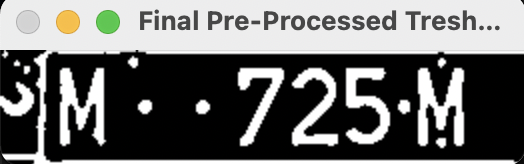 Final Pre-Processed Tresh...
M · · 725·M